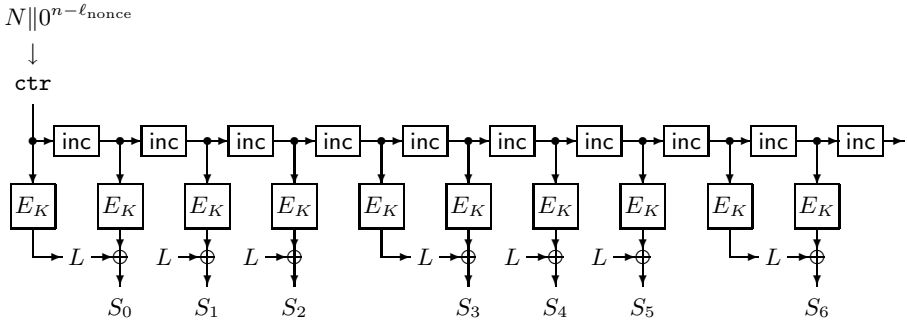 N‖0^{n−ℓ_nonce}
↓
ctr
inc inc inc inc inc inc inc inc inc inc
E_K E_K E_K E_K E_K E_K E_K E_K E_K E_K
L L L L L L L
S_0 S_1 S_2 S_3 S_4 S_5 S_6